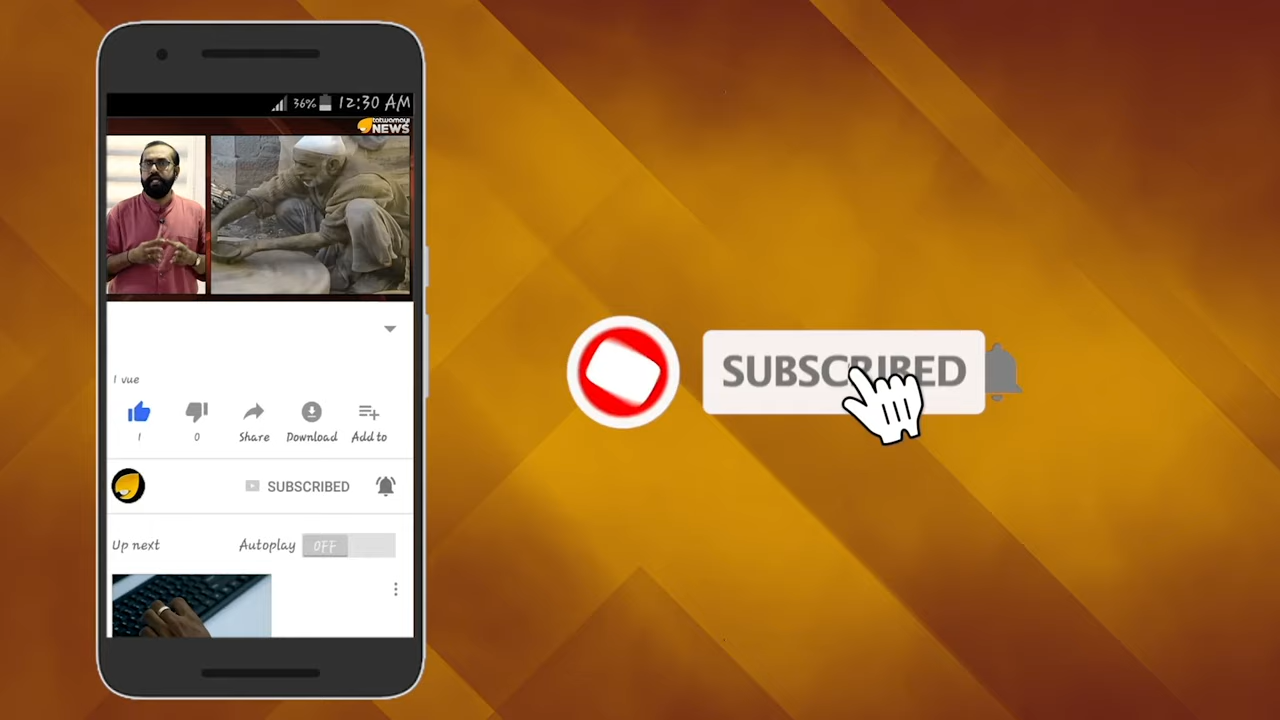 36% 12:30 AM
tatwamayi
NEWS
1 vue
1
0
Share
Download
Add to
SUBSCRIBED
Up next
Autoplay
OFF
SUBSCRIBED